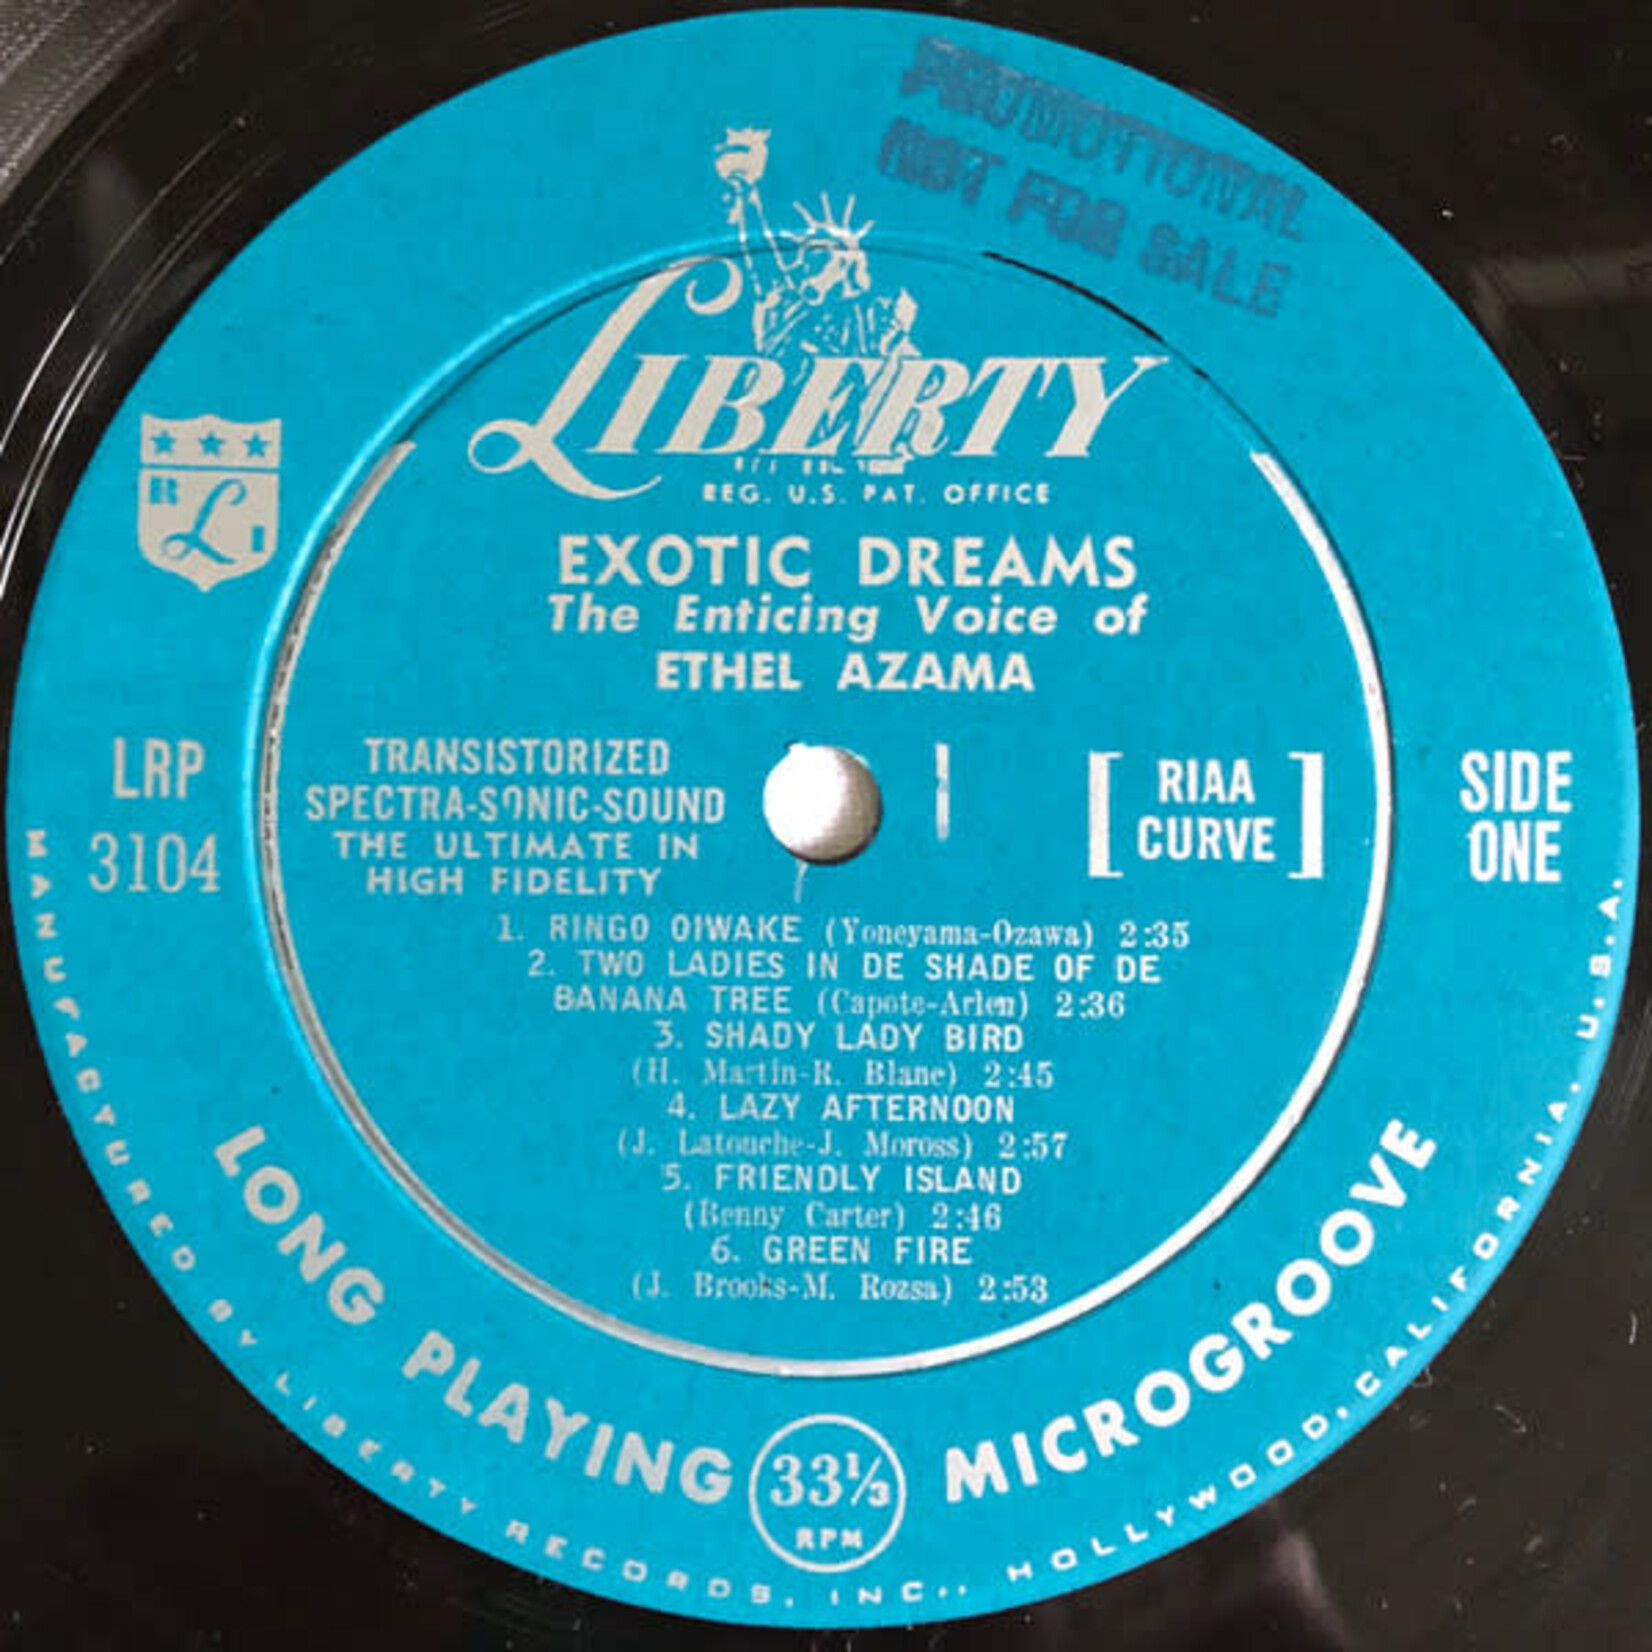 PROMOTIONAL
NOT FOR SALE
LIBERTY
REG. U.S. PAT. OFFICE
R L I
EXOTIC DREAMS
The Enticing Voice of
ETHEL AZAMA
LRP
3104
TRANSISTORIZED
SPECTRA-SONIC-SOUND
THE ULTIMATE IN
HIGH FIDELITY
[ RIAA
CURVE ]
SIDE
ONE
1. RINGO OIWAKE (Yoneyama-Ozawa) 2:35
2. TWO LADIES IN DE SHADE OF DE
BANANA TREE (Capote-Arlen) 2:36
3. SHADY LADY BIRD
(H. Martin-R. Blane) 2:45
4. LAZY AFTERNOON
(J. Latouche-J. Moross) 2:57
5. FRIENDLY ISLAND
(Benny Carter) 2:46
6. GREEN FIRE
(J. Brooks-M. Rozsa) 2:53
LONG PLAYING 33⅓ RPM MICROGROOVE
MANUFACTURED BY LIBERTY RECORDS, INC., HOLLYWOOD, CALIFORNIA. U.S.A.